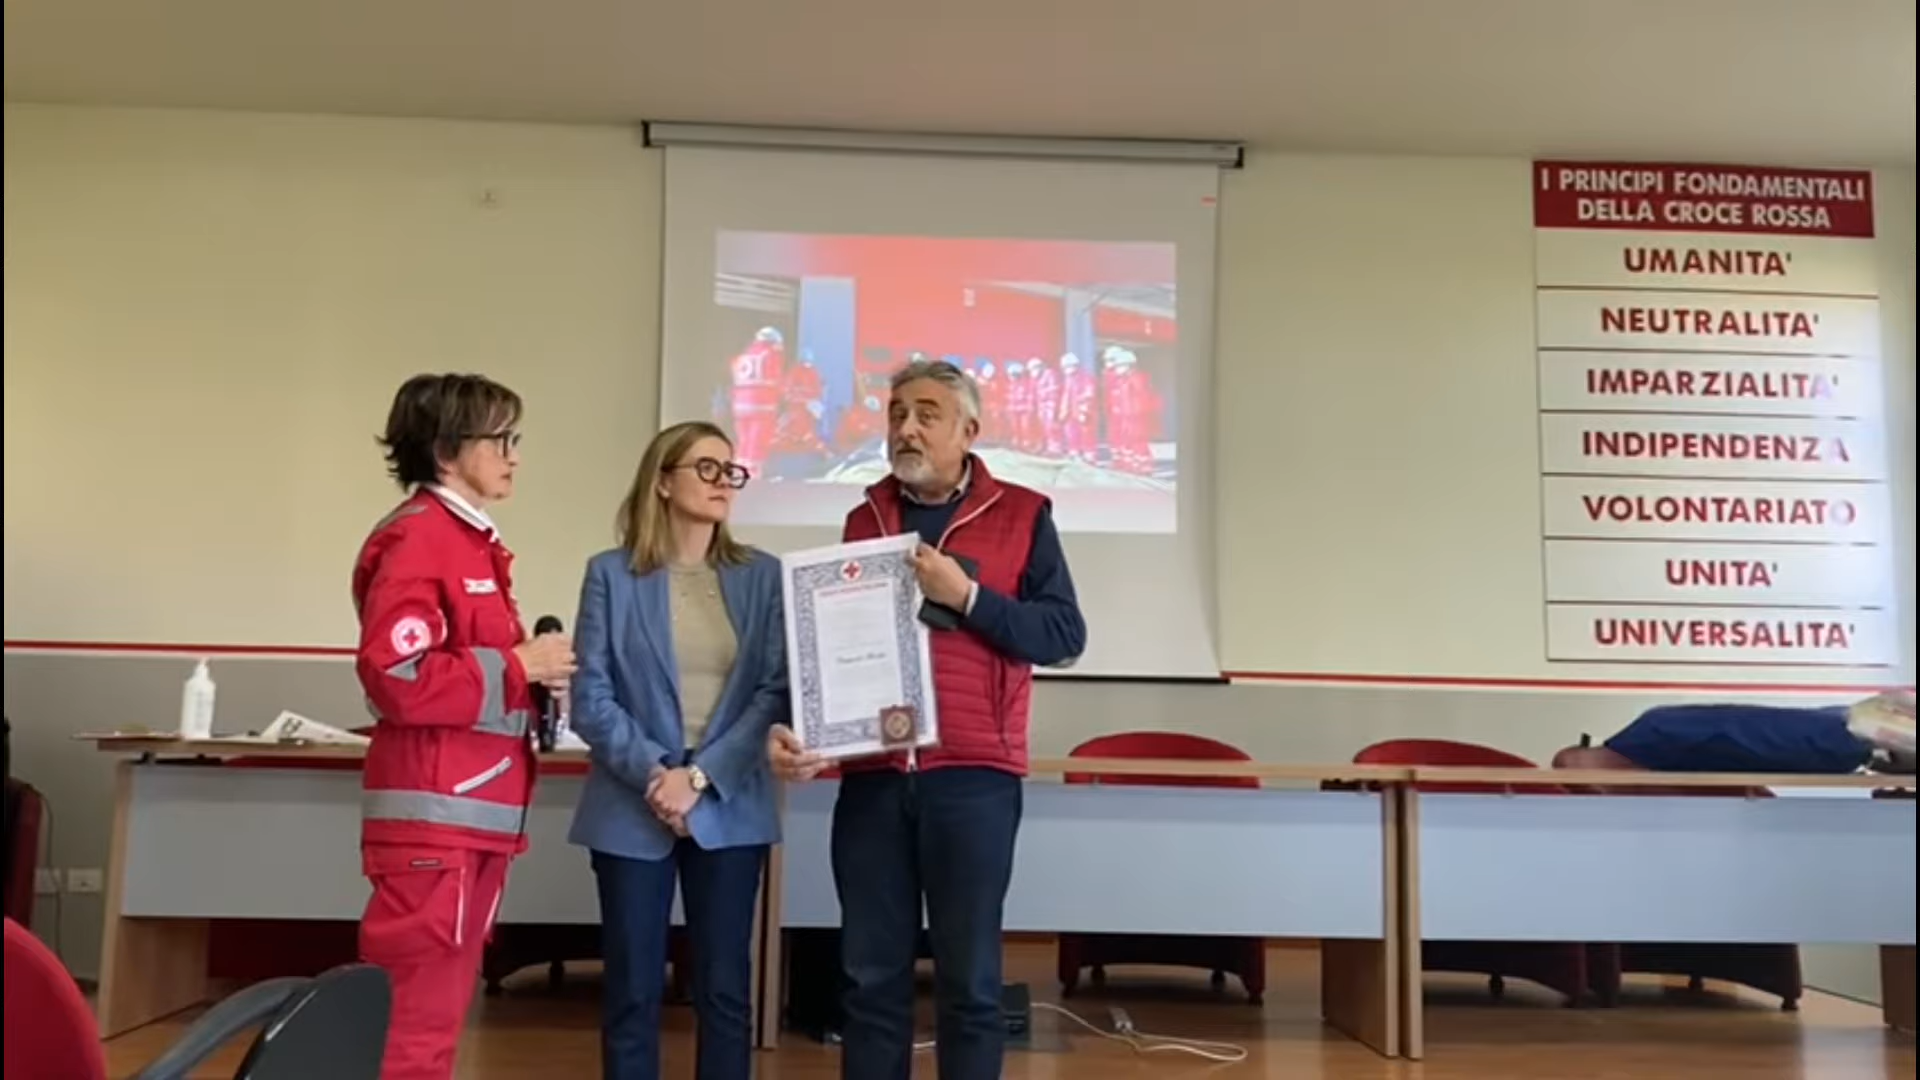 I PRINCIPI FONDAMENTALI
DELLA CROCE ROSSA
UMANITA'
NEUTRALITA'
IMPARZIALITA'
INDIPENDENZA
VOLONTARIATO
UNITA'
UNIVERSALITA'